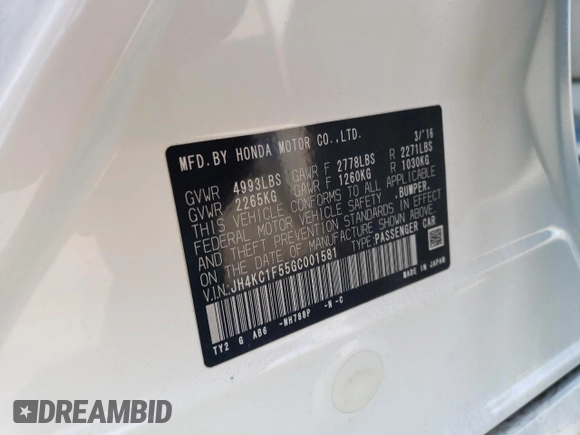 MFD.BY HONDA MOTOR CO.,LTD. 3/'16
GVWR 4993LBS GAWR F 2778LBS R 2271LBS
GVWR 2265KG GAWR F 1260KG R 1030KG
THIS VEHICLE CONFORMS TO ALL APPLICABLE
FEDERAL MOTOR VEHICLE SAFETY ,BUMPER,
AND THEFT PREVENTION STANDARDS IN EFFECT
ON THE DATE OF MANUFACTURE SHOWN ABOVE.
V.I.N: JH4KC1F55GC001581 TYPE:PASSENGER CAR
TY2 G AB6 -NH788P -N -C MADE IN JAPAN
DREAMBID